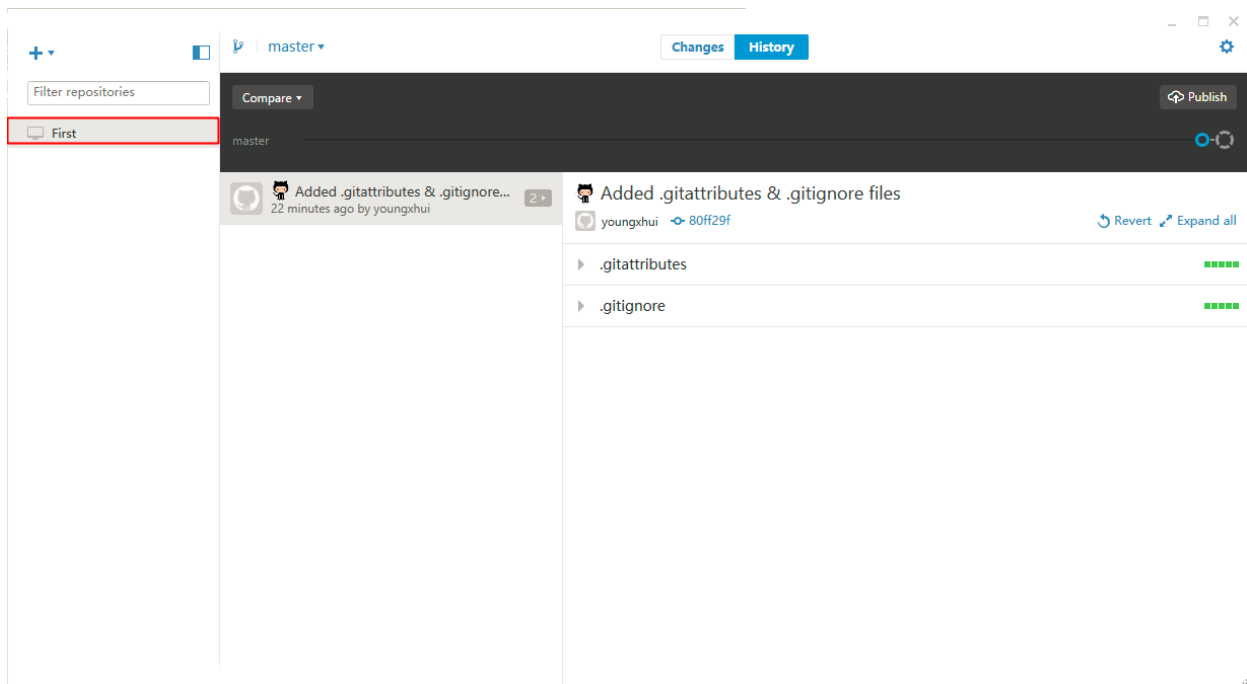 master
Changes
History
Filter repositories
Compare
Publish
First
master
Added .gitattributes & .gitignore...
2
22 minutes ago by youngxhui
Added .gitattributes & .gitignore files
youngxhui 80ff29f
Revert
Expand all
.gitattributes
.gitignore